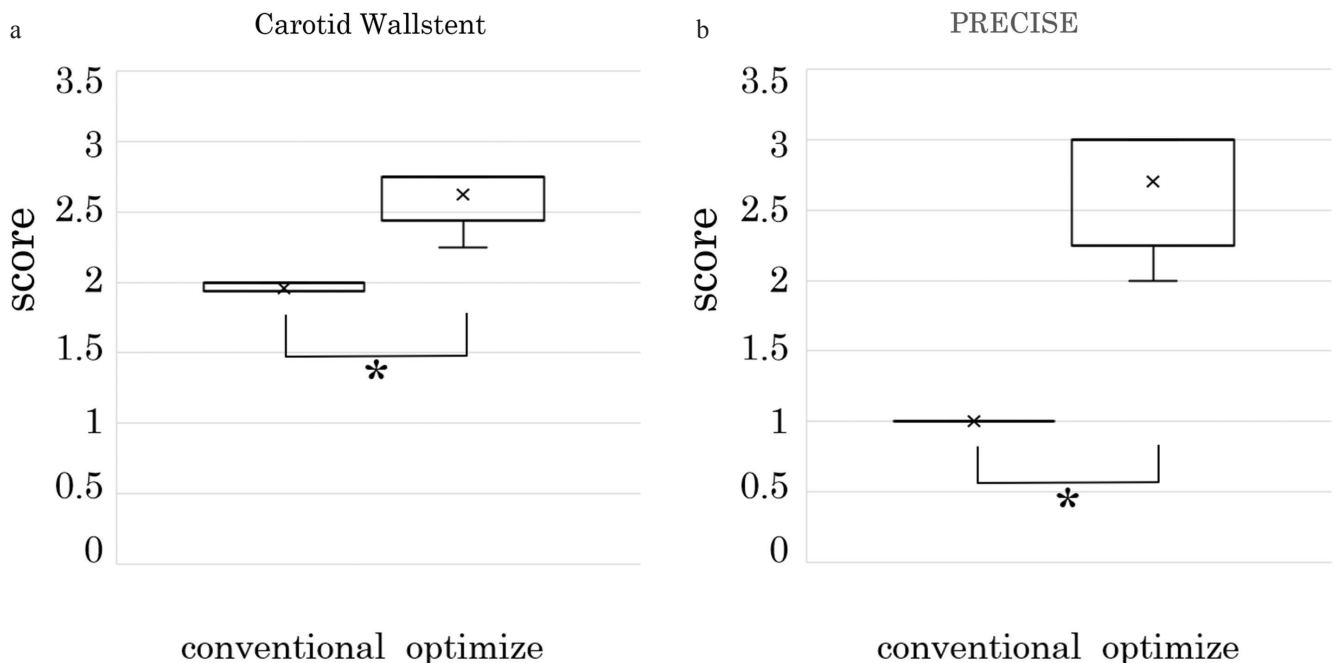 a
Carotid Wallstent
3.5
3
2.5
2
1.5
1
0.5
0
score
*
conventional optimize
b
PRECISE
3.5
3
2.5
2
1.5
1
0.5
0
score
*
conventional optimize